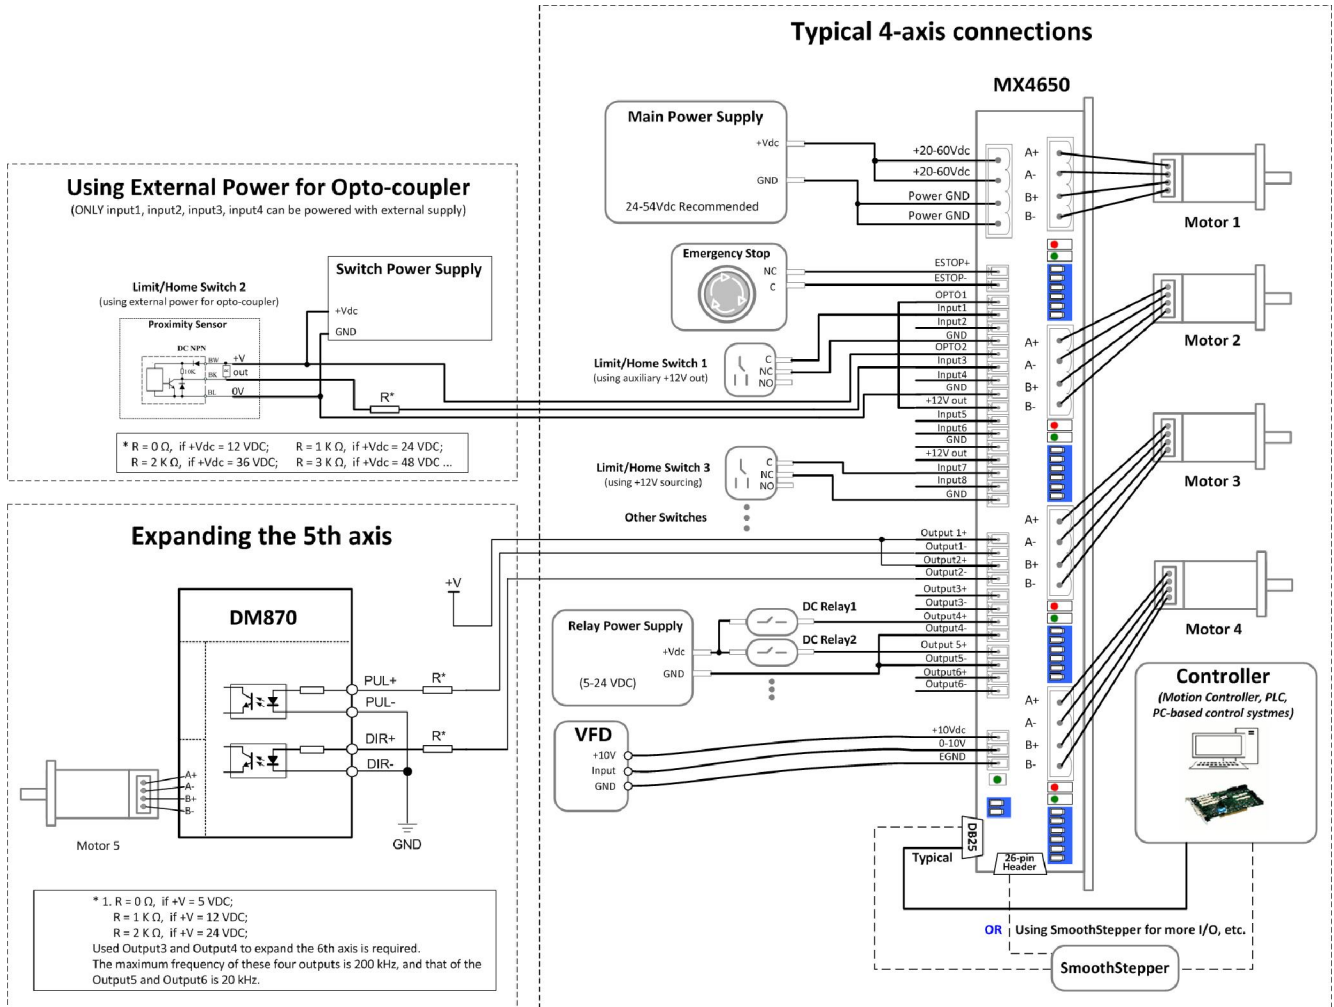 Typical 4-axis connections
MX4650
Main Power Supply
+Vdc
GND
24-54Vdc Recommended
+20-60Vdc
+20-60Vdc
Power GND
Power GND
A+
A-
B+
B-
Motor 1
Using External Power for Opto-coupler
(ONLY input1, input2, input3, input4 can be powered with external supply)
Switch Power Supply
+Vdc
GND
Limit/Home Switch 2
(using external power for opto-coupler)
Proximity Sensor
DC NPN
10K
BW
+V
BK
out
BL
0V
R*
* R = 0 Ω, if +Vdc = 12 VDC; R = 1 K Ω, if +Vdc = 24 VDC;
R = 2 K Ω, if +Vdc = 36 VDC; R = 3 K Ω, if +Vdc = 48 VDC ...
Emergency Stop
NC
C
ESTOP+
ESTOP-
OPTO1
Input1
Input2
GND
OPTO2
Input3
Input4
GND
+12V out
Input5
Input6
GND
+12V out
Input7
Input8
GND
Limit/Home Switch 1
(using auxiliary +12V out)
C
NC
NO
Limit/Home Switch 3
(using +12V sourcing)
C
NC
NO
Other Switches
A+
A-
B+
B-
Motor 2
Motor 3
Expanding the 5th axis
+V
DM870
PUL+
R*
PUL-
DIR+
R*
DIR-
GND
A+
A-
B+
B-
Motor 5
* 1. R = 0 Ω, if +V = 5 VDC;
R = 1 K Ω, if +V = 12 VDC;
R = 2 K Ω, if +V = 24 VDC;
Used Output3 and Output4 to expand the 6th axis is required.
The maximum frequency of these four outputs is 200 kHz, and that of the
Output5 and Output6 is 20 kHz.
Output 1+
Output1-
Output2+
Output2-
Output3+
Output3-
Output4+
Output4-
Output 5+
Output5-
Output6+
Output6-
A+
A-
B+
B-
Relay Power Supply
+Vdc
GND
(5-24 VDC)
DC Relay1
DC Relay2
Motor 4
VFD
+10V
Input
GND
+10Vdc
0-10V
EGND
A+
A-
B+
B-
Controller
(Motion Controller, PLC,
PC-based control systmes)
DB25
Typical
26-pin
Header
OR Using SmoothStepper for more I/O, etc.
SmoothStepper